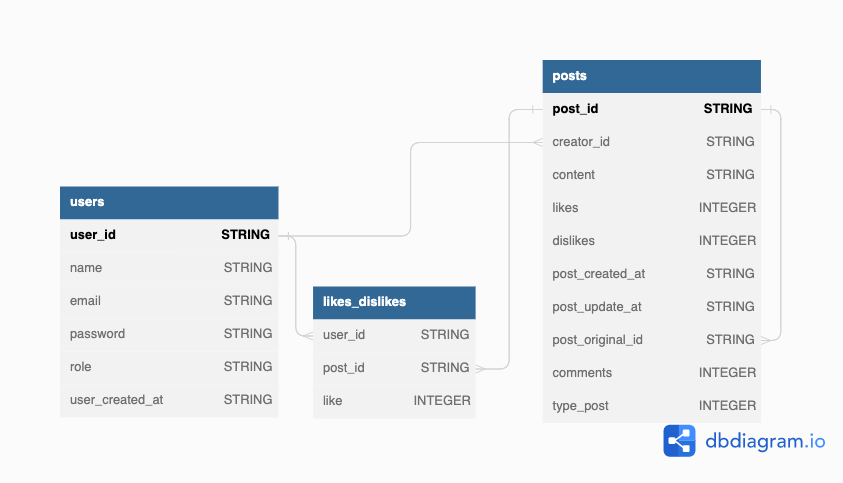 users
user_id STRING
name STRING
email STRING
password STRING
role STRING
user_created_at STRING
likes_dislikes
user_id STRING
post_id STRING
like INTEGER
posts
post_id STRING
creator_id STRING
content STRING
likes INTEGER
dislikes INTEGER
post_created_at STRING
post_update_at STRING
post_original_id STRING
comments INTEGER
type_post INTEGER
dbdiagram.io